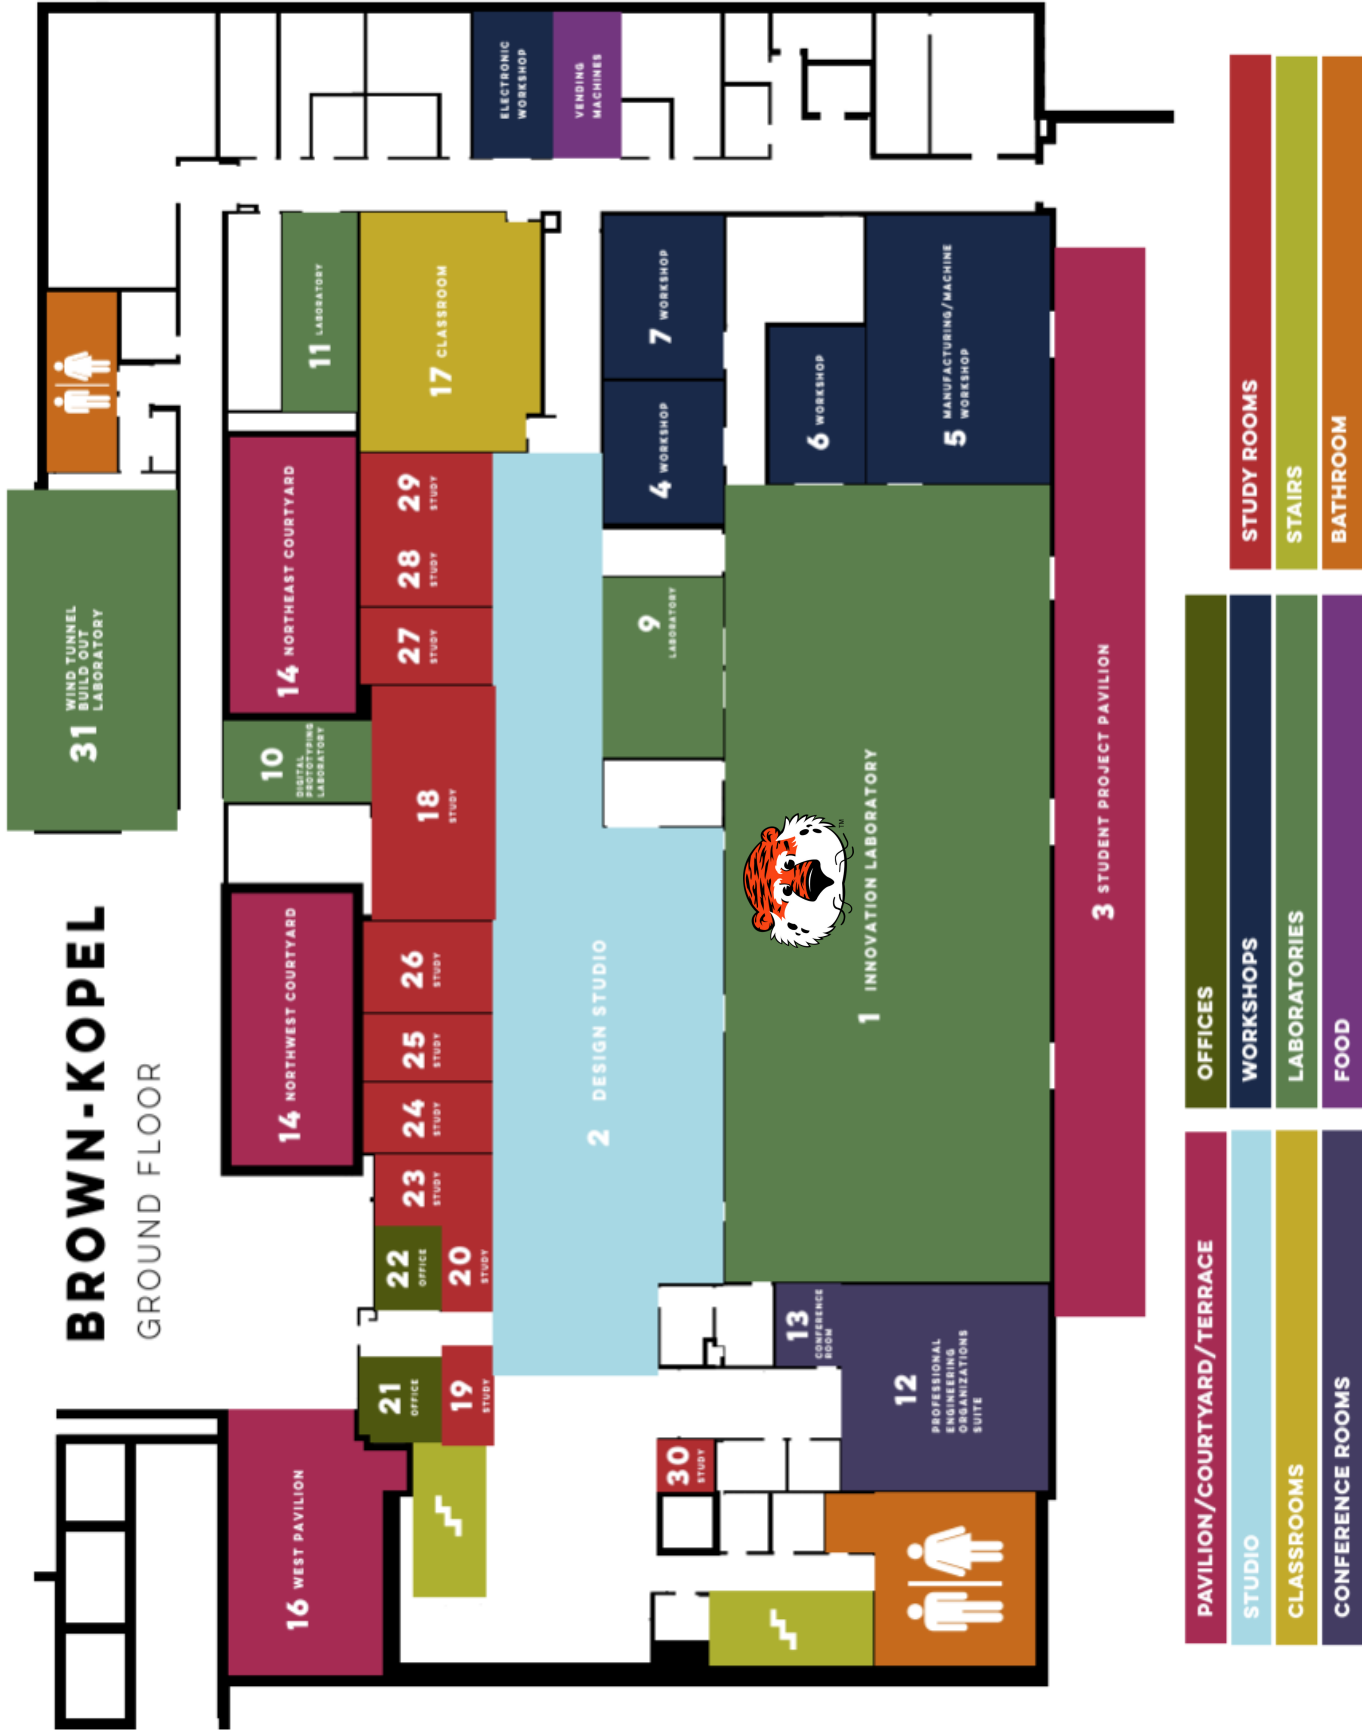 BROWN-KOPEL
GROUND FLOOR
31 WIND TUNNEL
BUILD OUT
LABORATORY
16 WEST PAVILION
14 NORTHWEST COURTYARD
10
DIGITAL
PROTOTYPING
LABORATORY
14 NORTHEAST COURTYARD
11 LABORATORY
21
OFFICE
22
OFFICE
19
STUDY
20
STUDY
23
STUDY
24
STUDY
25
STUDY
26
STUDY
18
STUDY
27
STUDY
28
STUDY
29
STUDY
17 CLASSROOM
ELECTRONIC
WORKSHOP
VENDING
MACHINES
2 DESIGN STUDIO
30
STUDY
9
LABORATORY
4 WORKSHOP
7 WORKSHOP
13
CONFERENCE
ROOM
12
PROFESSIONAL
ENGINEERING
ORGANIZATIONS
SUITE
1 INNOVATION LABORATORY
TM
6 WORKSHOP
5 MANUFACTURING/MACHINE
WORKSHOP
3 STUDENT PROJECT PAVILION
PAVILION/COURTYARD/TERRACE
STUDIO
CLASSROOMS
CONFERENCE ROOMS
OFFICES
WORKSHOPS
LABORATORIES
FOOD
STUDY ROOMS
STAIRS
BATHROOM